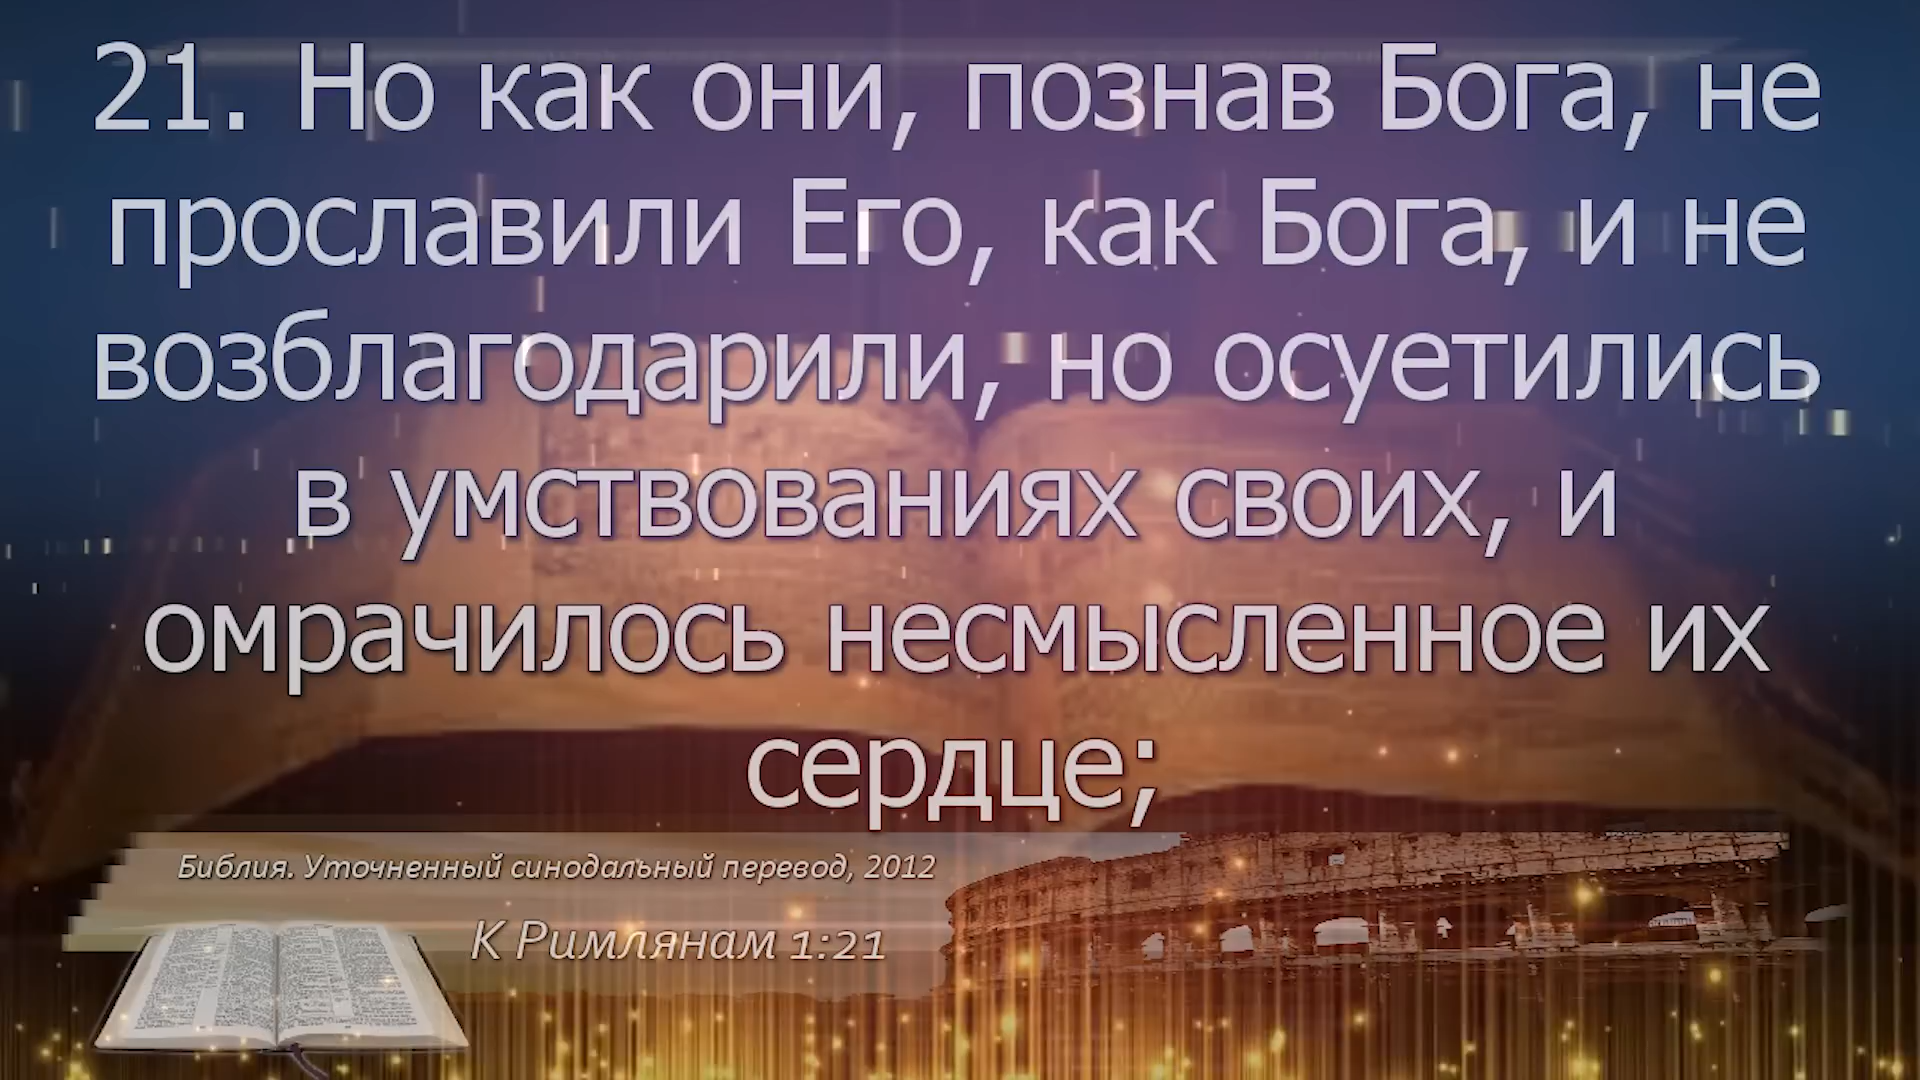 21. Но как они, познав Бога, не
прославили Его, как Бога, и не
возблагодарили, но осуетились
в умствованиях своих, и
омрачилось несмысленное их
сердце;
Библия. Уточненный синодальный перевод, 2012
К Римлянам 1:21